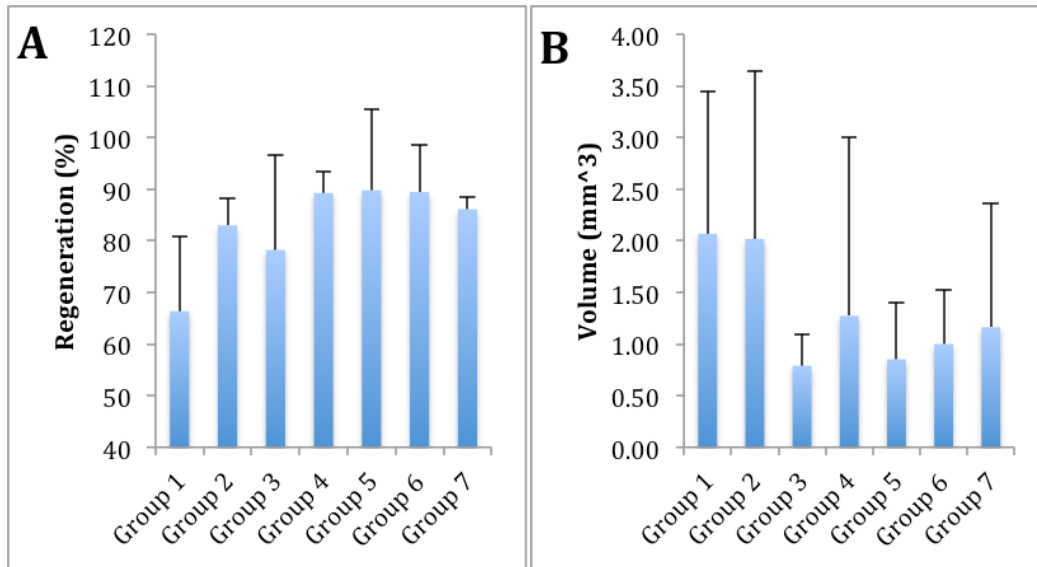 A
Regeneration (%)
120
110
100
90
80
70
60
50
40
Group 1
Group 2
Group 3
Group 4
Group 5
Group 6
Group 7
B
Volume (mm^3)
4.00
3.50
3.00
2.50
2.00
1.50
1.00
0.50
0.00
Group 1
Group 2
Group 3
Group 4
Group 5
Group 6
Group 7